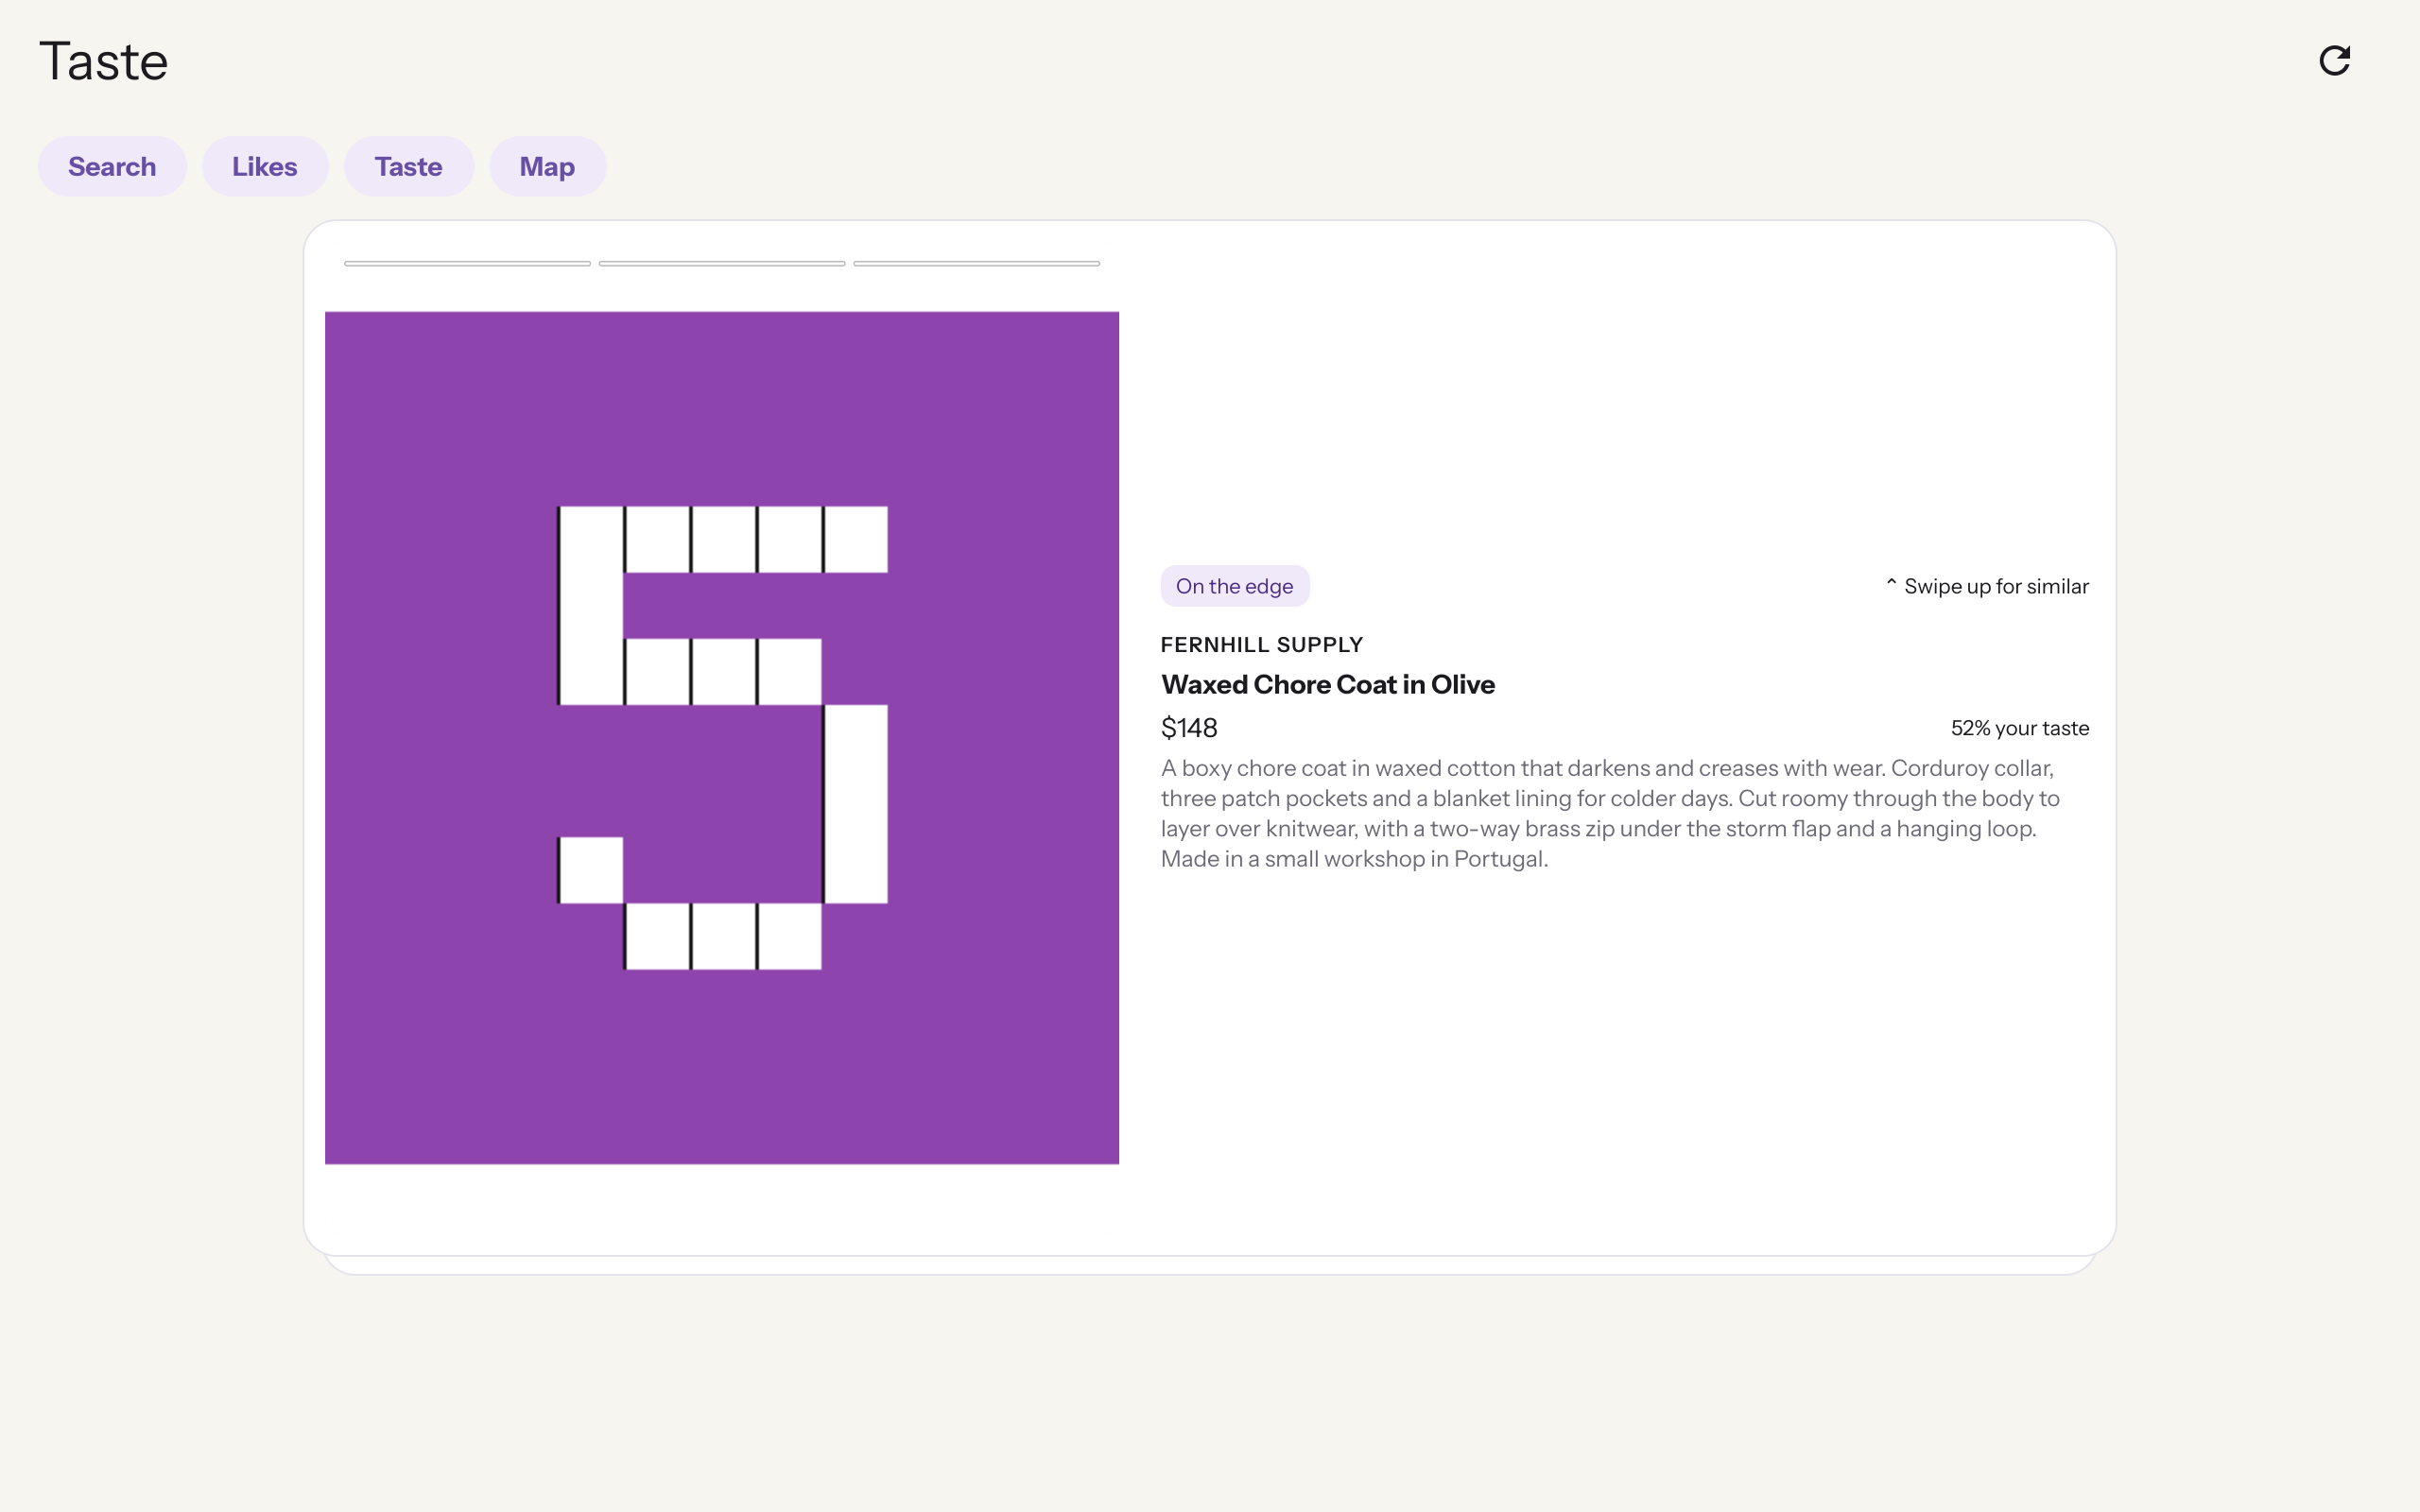 Taste
Search
Likes
Taste
Map
5
On the edge
^ Swipe up for similar
FERNHILL SUPPLY
Waxed Chore Coat in Olive
$148
52% your taste
A boxy chore coat in waxed cotton that darkens and creases with wear. Corduroy collar,
three patch pockets and a blanket lining for colder days. Cut roomy through the body to
layer over knitwear, with a two-way brass zip under the storm flap and a hanging loop.
Made in a small workshop in Portugal.